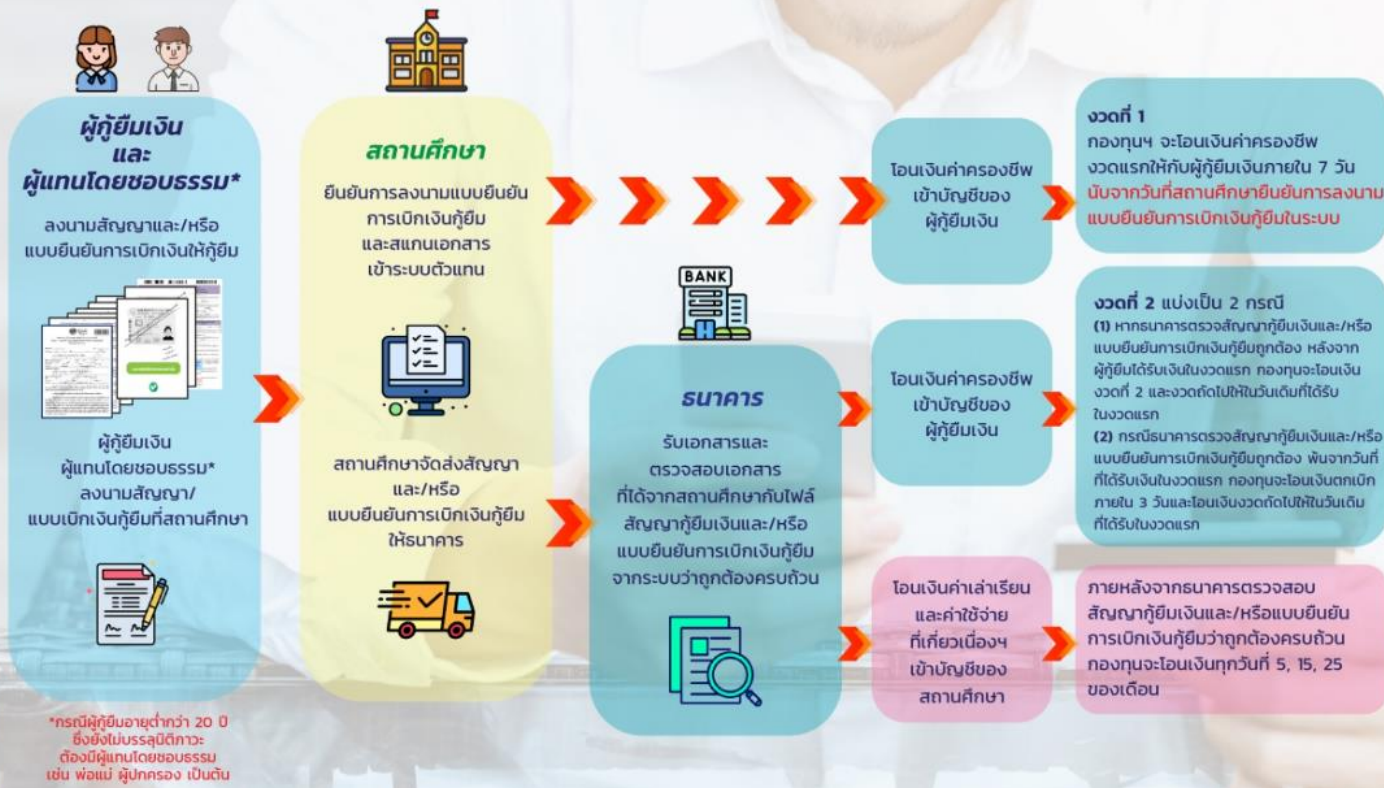 ผู้กู้ยืมเงิน
และ
ผู้แทนโดยชอบธรรม*
ลงนามสัญญาและ/หรือ
แบบยืนยันการเบิกเงินให้กู้ยืม
ผู้กู้ยืมเงิน
ผู้แทนโดยชอบธรรม*
ลงนามสัญญา/
แบบเบิกเงินกู้ยืมที่สถานศึกษา
*กรณีผู้กู้ยืมอายุต่ำกว่า 20 ปี
ซึ่งยังไม่บรรลุนิติภาวะ
ต้องมีผู้แทนโดยชอบธรรม
เช่น พ่อแม่ ผู้ปกครอง เป็นต้น
สถานศึกษา
ยืนยันการลงนามแบบยืนยัน
การเบิกเงินกู้ยืม
และสแกนเอกสาร
เข้าระบบตัวแทน
สถานศึกษาจัดส่งสัญญา
และ/หรือ
แบบยืนยันการเบิกเงินกู้ยืม
ให้ธนาคาร
BANK
ธนาคาร
รับเอกสารและ
ตรวจสอบเอกสาร
ที่ได้จากสถานศึกษากับไฟล์
สัญญากู้ยืมเงินและ/หรือ
แบบยืนยันการเบิกเงินกู้ยืม
จากระบบว่าถูกต้องครบถ้วน
โอนเงินค่าครองชีพ
เข้าบัญชีของ
ผู้กู้ยืมเงิน
งวดที่ 1
กองทุนฯ จะโอนเงินค่าครองชีพ
งวดแรกให้กับผู้กู้ยืมเงินภายใน 7 วัน
นับจากวันที่สถานศึกษายืนยันการลงนาม
แบบยืนยันการเบิกเงินกู้ยืมในระบบ
โอนเงินค่าครองชีพ
เข้าบัญชีของ
ผู้กู้ยืมเงิน
งวดที่ 2 แบ่งเป็น 2 กรณี
(1) หากธนาคารตรวจสัญญากู้ยืมเงินและ/หรือ
แบบยืนยันการเบิกเงินกู้ยืมถูกต้อง หลังจาก
ผู้กู้ยืมได้รับเงินในงวดแรก กองทุนจะโอนเงิน
งวดที่ 2 และงวดถัดไปให้ในวันเดิมที่ได้รับ
ในงวดแรก
(2) กรณีธนาคารตรวจสัญญากู้ยืมเงินและ/หรือ
แบบยืนยันการเบิกเงินกู้ยืมถูกต้อง พ้นจากวันที่
ที่ได้รับเงินในงวดแรก กองทุนจะโอนเงินตกเบิก
ภายใน 3 วันและโอนเงินงวดถัดไปให้ในวันเดิม
ที่ได้รับในงวดแรก
โอนเงินค่าเล่าเรียน
และค่าใช้จ่าย
ที่เกี่ยวเนื่องฯ
เข้าบัญชีของ
สถานศึกษา
ภายหลังจากธนาคารตรวจสอบ
สัญญากู้ยืมเงินและ/หรือแบบยืนยัน
การเบิกเงินกู้ยืมว่าถูกต้องครบถ้วน
กองทุนจะโอนเงินทุกวันที่ 5, 15, 25
ของเดือน